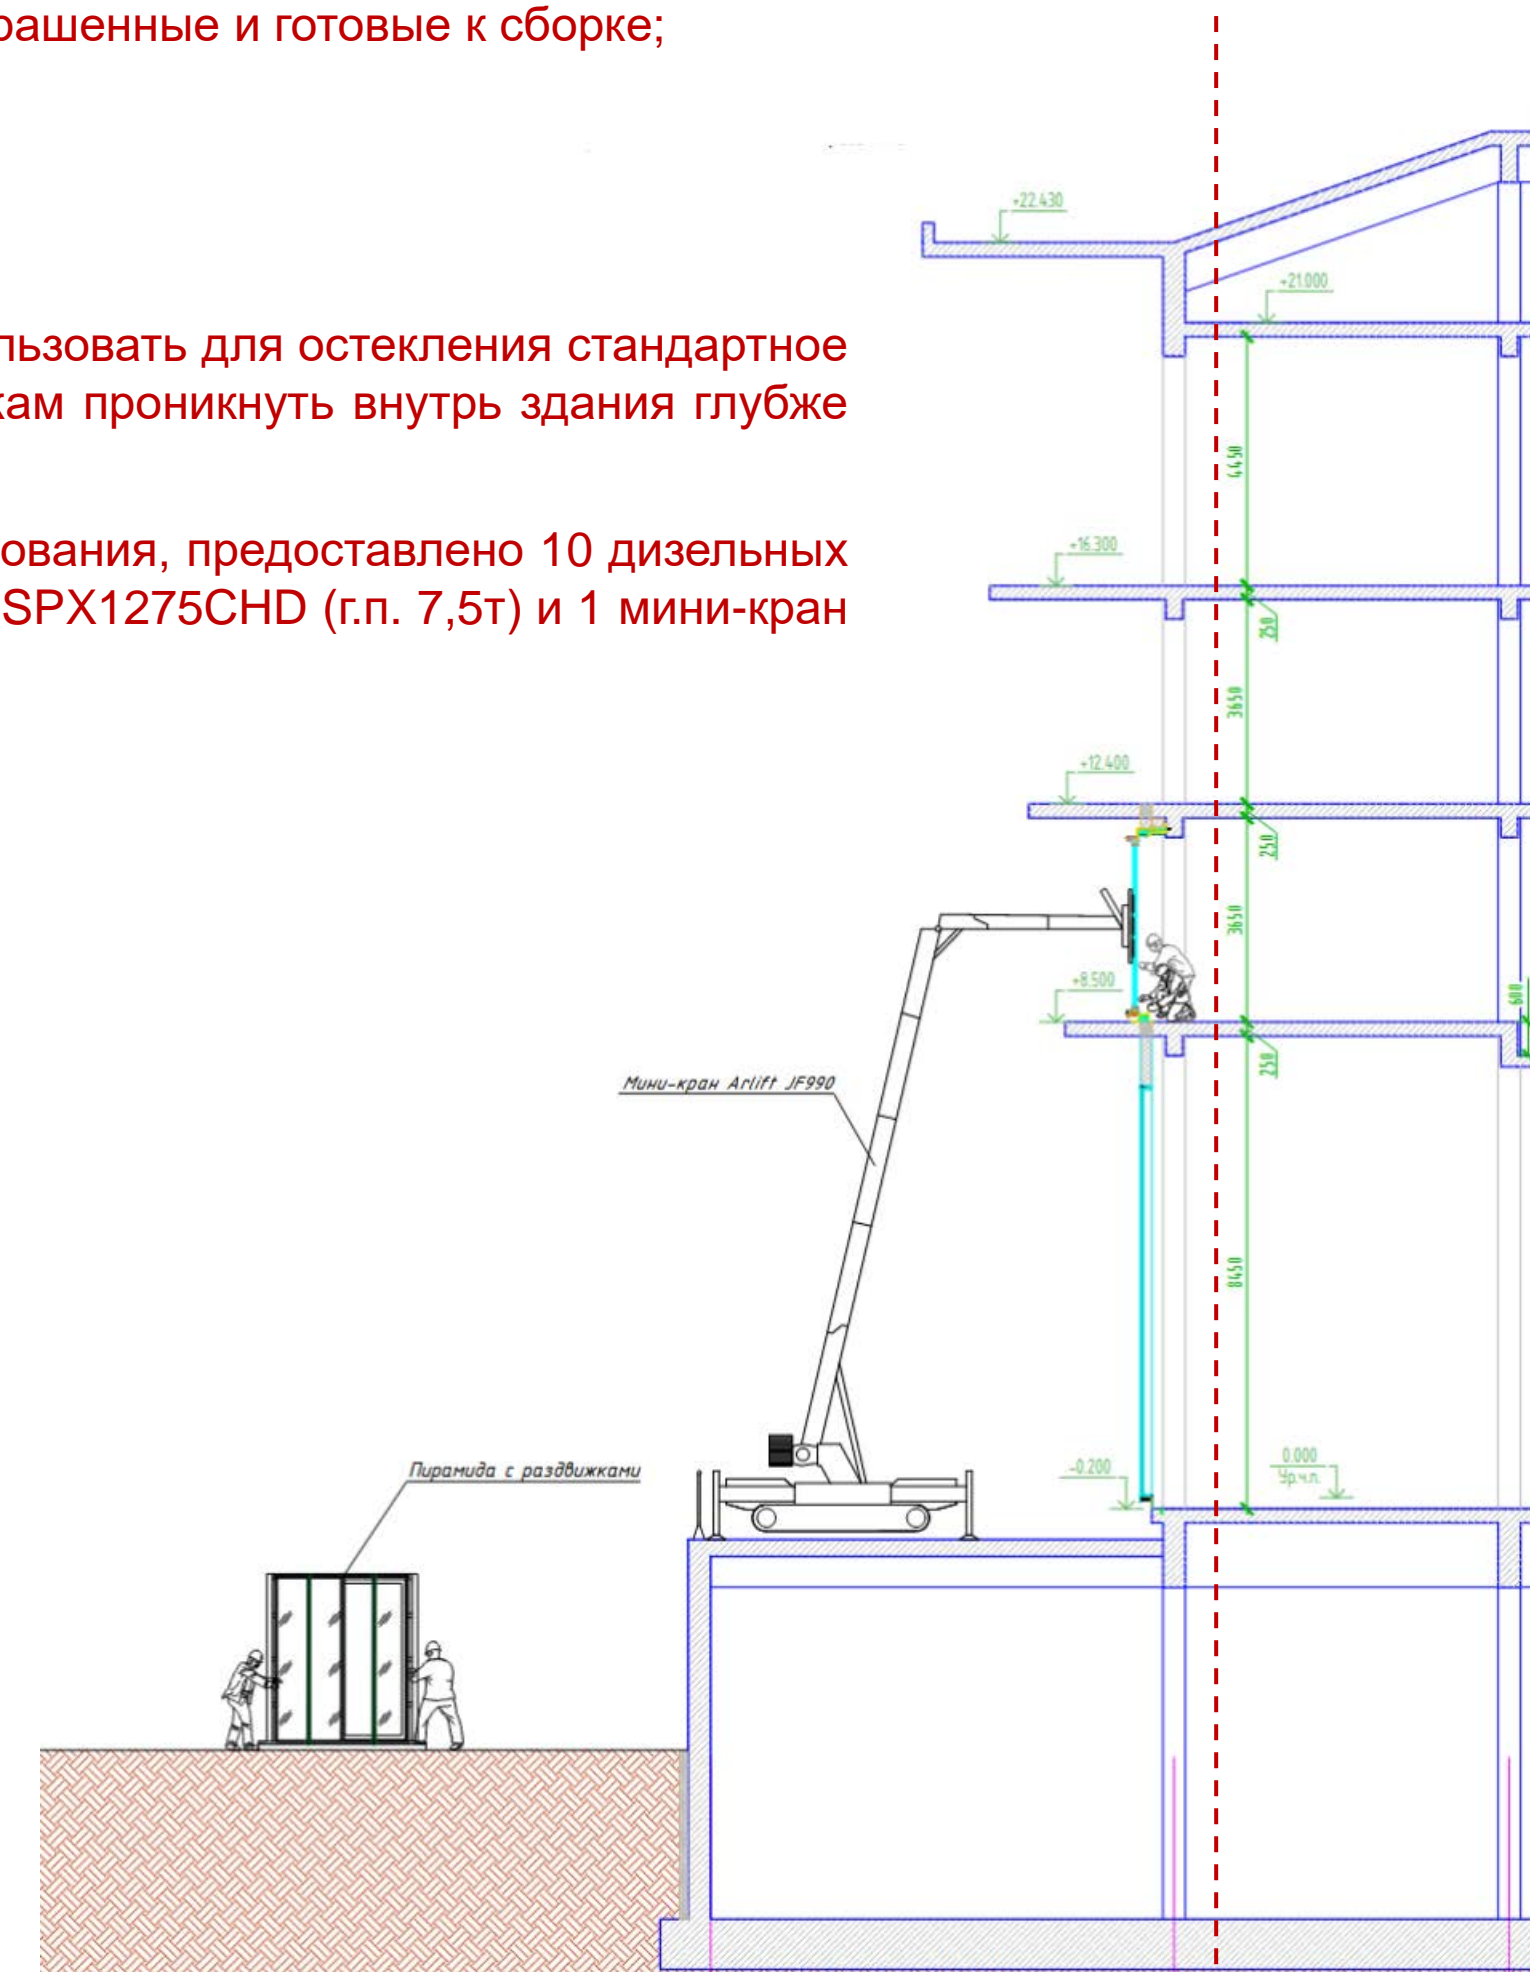 рашенные и готовые к сборке;
+22.430
+21.000
льзовать для остекления стандартное
кам проникнуть внутрь здания глубже
4450
+16.300
ования, предоставлено 10 дизельных
SPX1275CHD (г.п. 7,5т) и 1 мини-кран
250
3650
+12.400
250
3650
+8.500
600
250
Мини-кран Arlift JF990
8450
Пирамида с раздвижками
-0.200
0.000
Ур.ч.п.